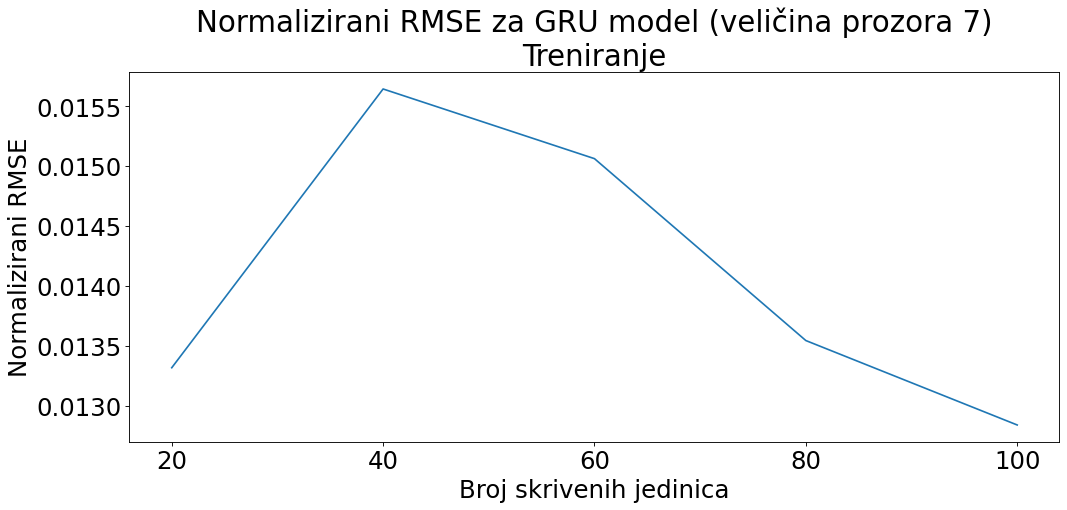 Normalizirani RMSE za GRU model (veličina prozora 7)
Treniranje
Normalizirani RMSE
0.0155
0.0150
0.0145
0.0140
0.0135
0.0130
20 40 60 80 100
Broj skrivenih jedinica